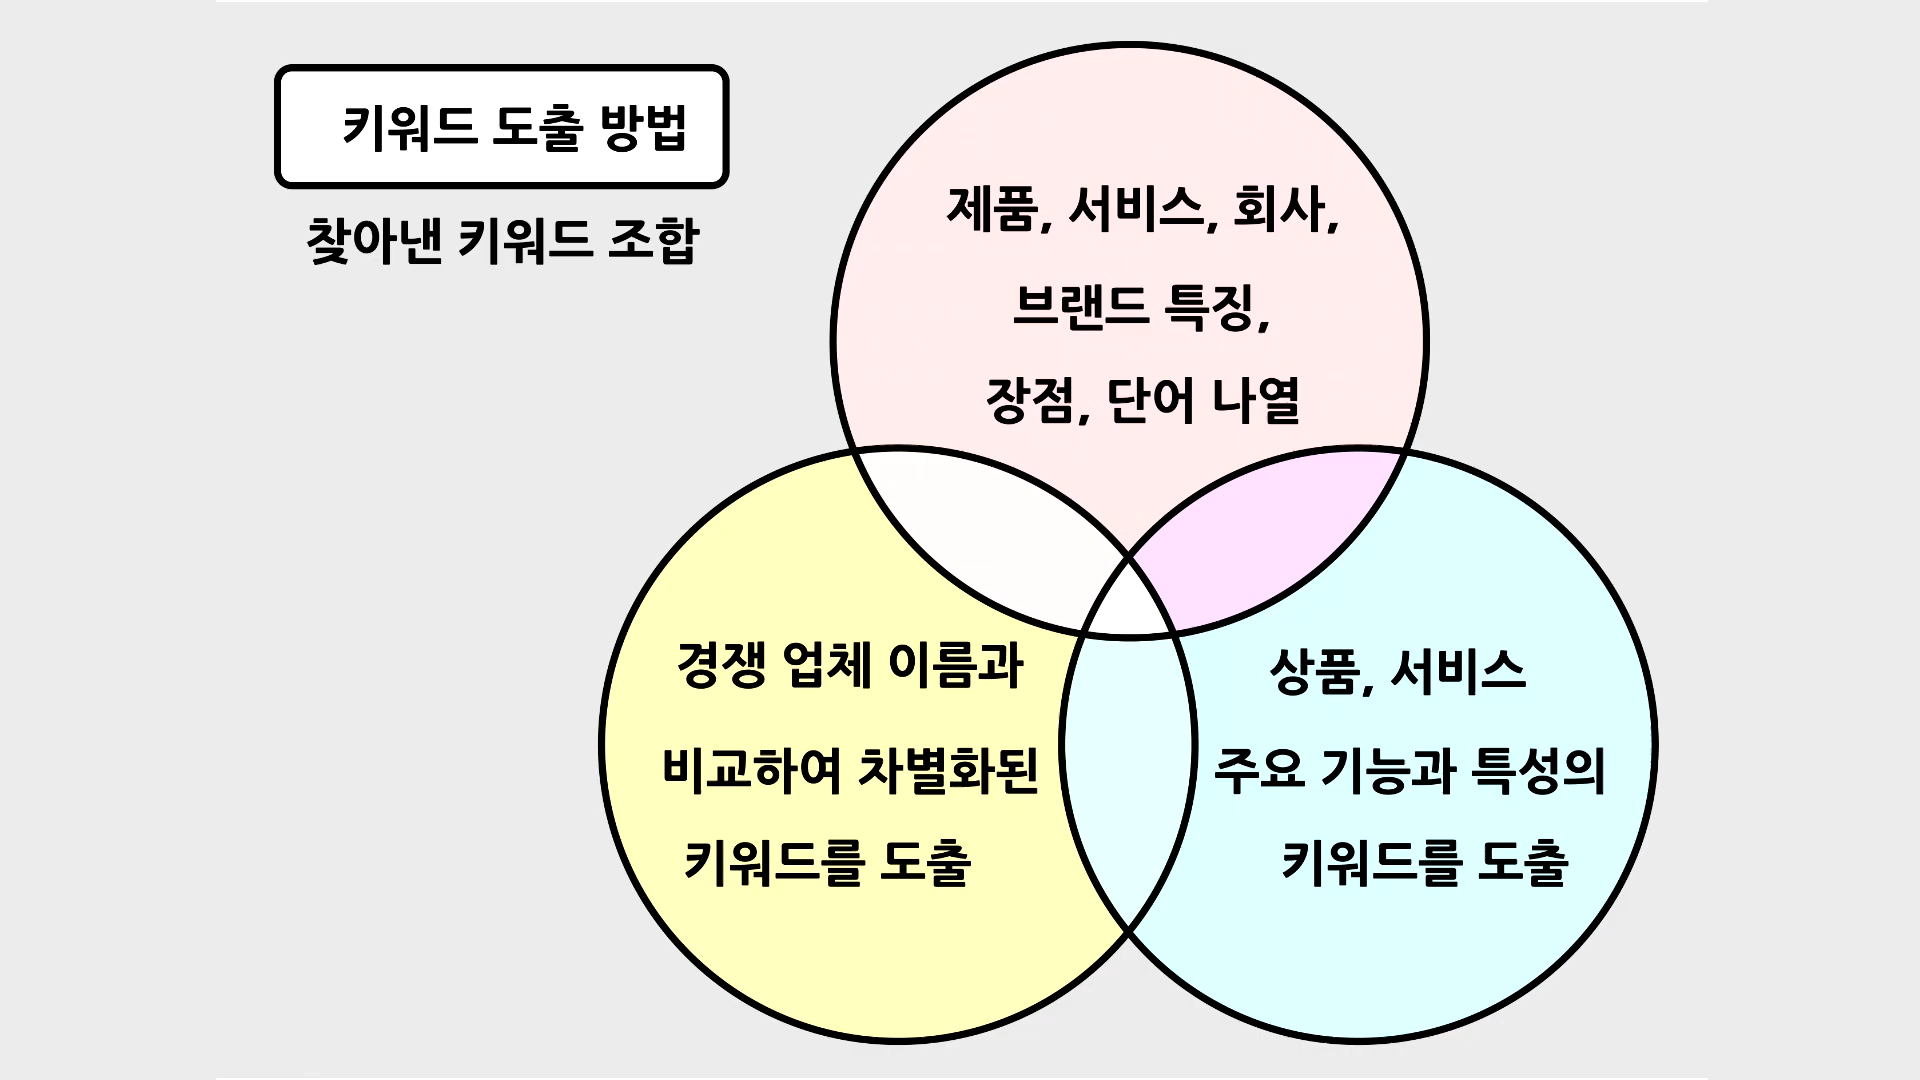 키워드 도출 방법
찾아낸 키워드 조합
제품, 서비스, 회사,
브랜드 특징,
장점, 단어 나열
경쟁 업체 이름과
비교하여 차별화된
키워드를 도출
상품, 서비스
주요 기능과 특성의
키워드를 도출